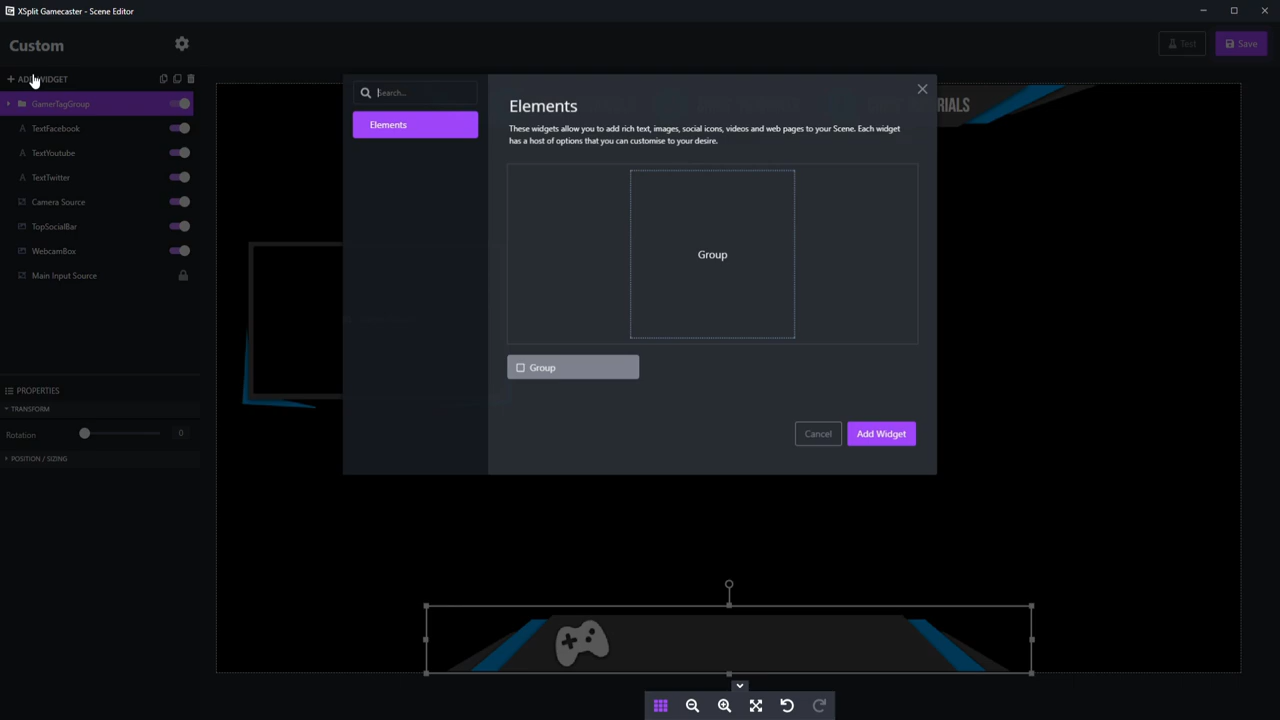 XSplit Gamecaster - Scene Editor
Custom
Test
Save
ADD WIDGET
GamerTagGroup
TextFacebook
TextYoutube
TextTwitter
Camera Source
TopSocialBar
WebcamBox
Main Input Source
PROPERTIES
TRANSFORM
Rotation
0
POSITION / SIZING
Search...
Elements
Elements
These widgets allow you to add rich text, images, social icons, videos and web pages to your Scene. Each widget
has a host of options that you can customise to your desire.
Group
Group
Cancel
Add Widget
RIALS